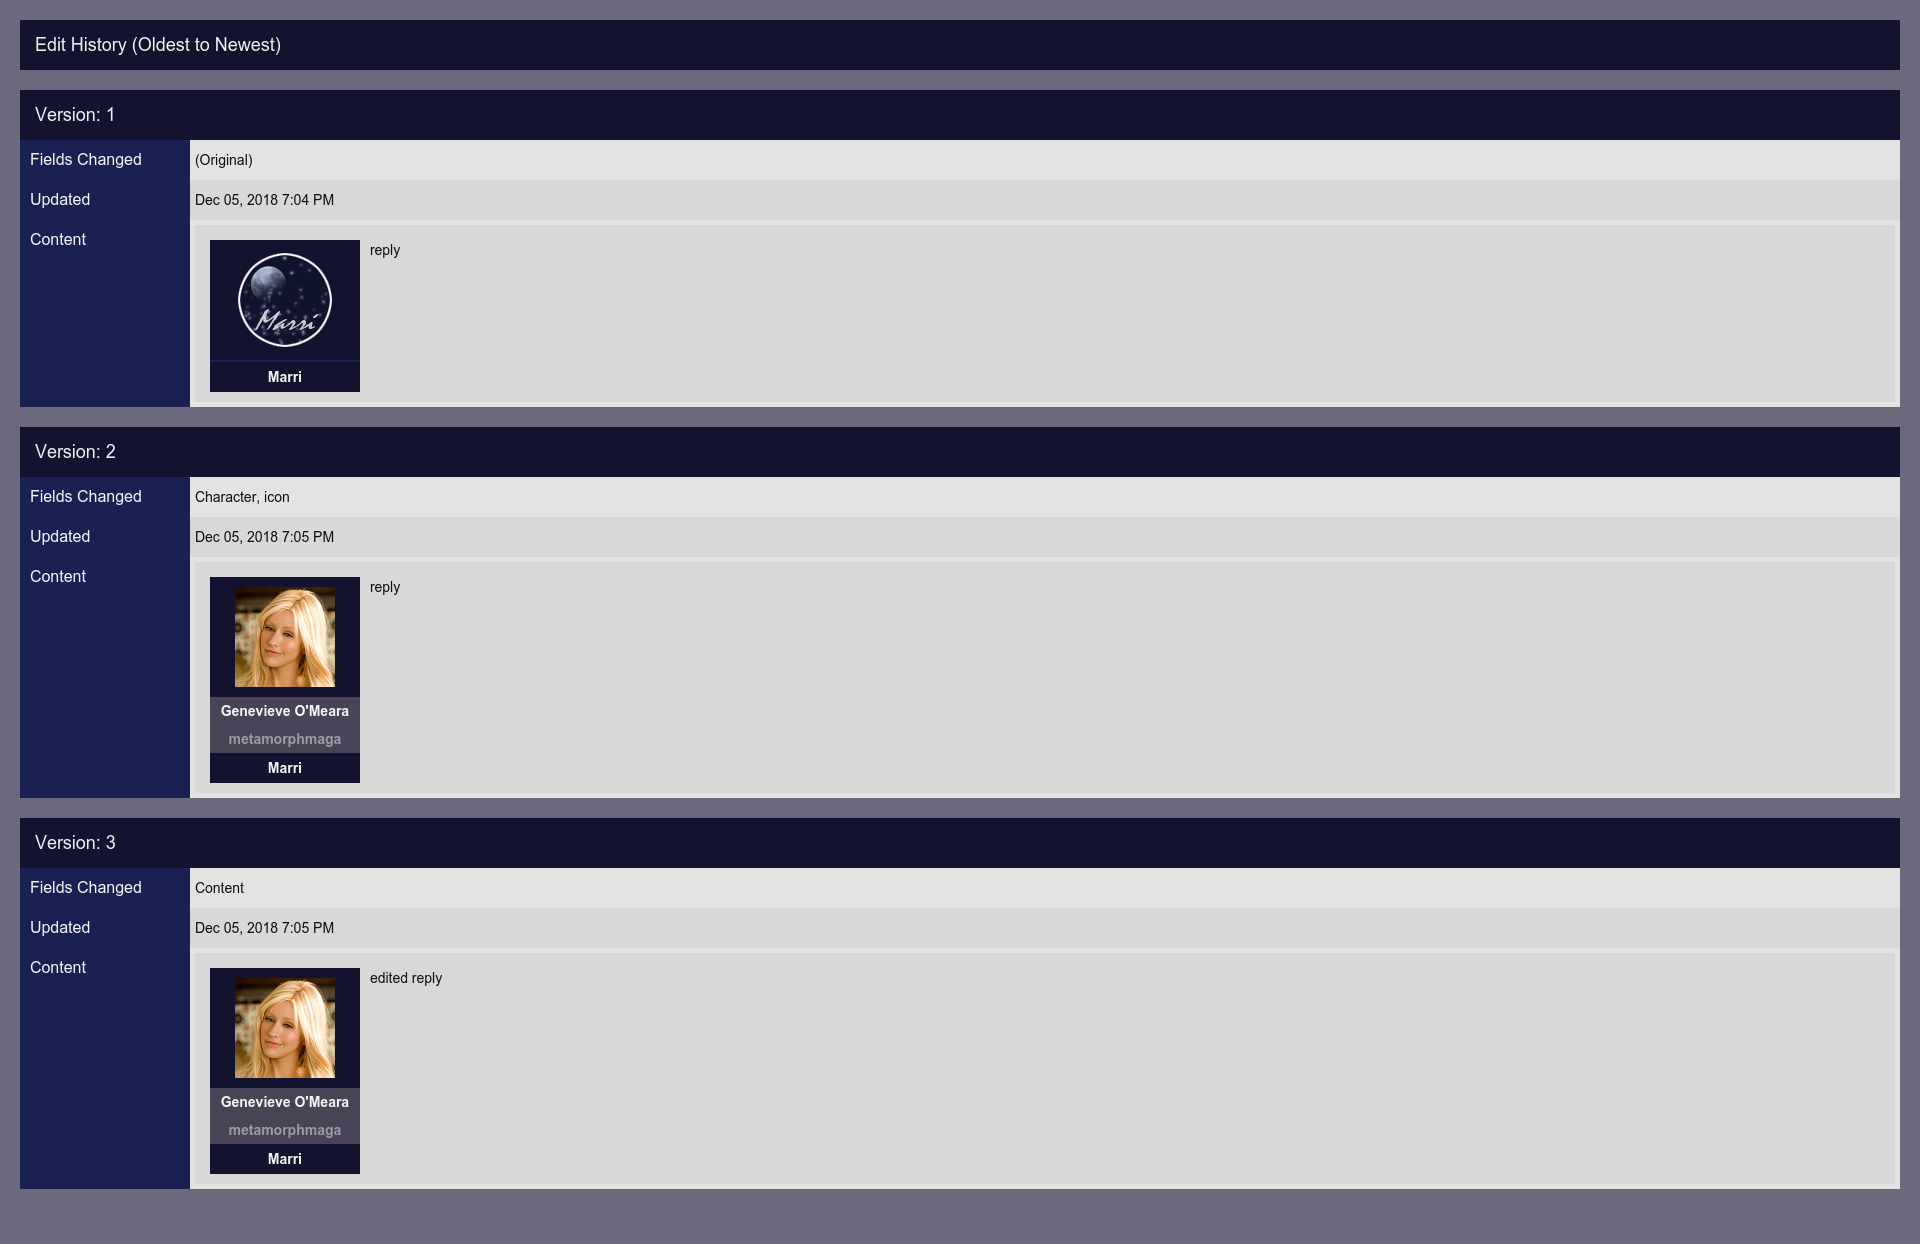 Edit History (Oldest to Newest)
Version: 1
Fields Changed
(Original)
Updated
Dec 05, 2018 7:04 PM
Content
reply
Marri
Marri
Version: 2
Fields Changed
Character, icon
Updated
Dec 05, 2018 7:05 PM
Content
reply
Genevieve O'Meara
metamorphmaga
Marri
Version: 3
Fields Changed
Content
Updated
Dec 05, 2018 7:05 PM
Content
edited reply
Genevieve O'Meara
metamorphmaga
Marri